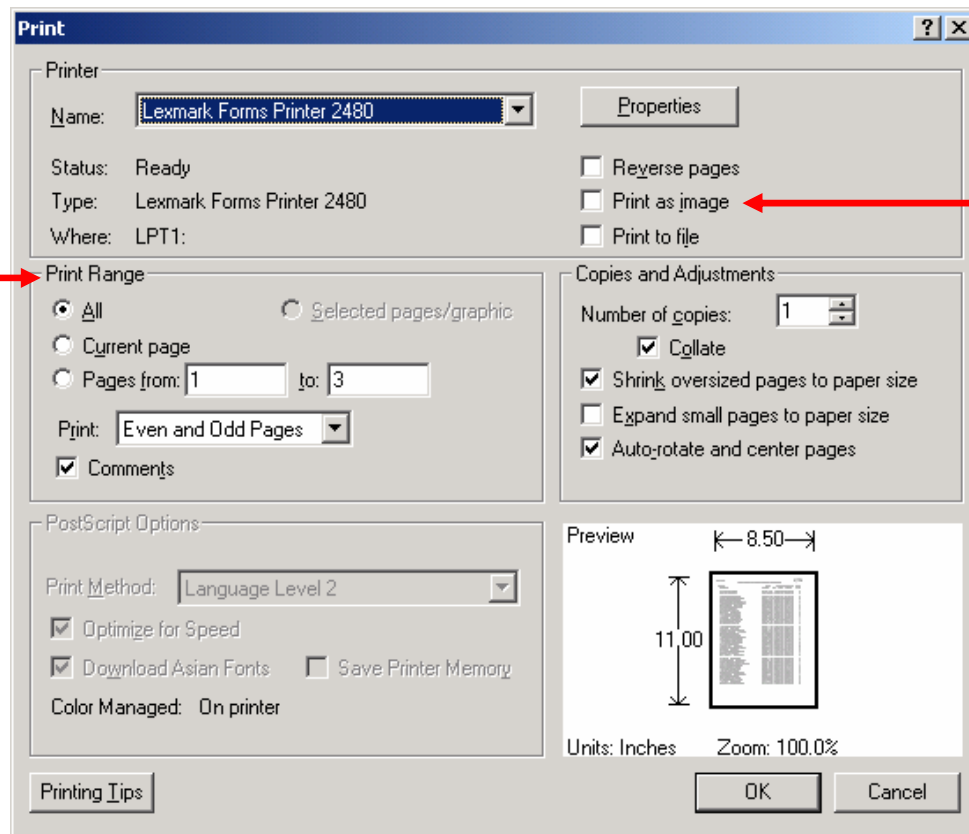 Print
Printer
Name: Lexmark Forms Printer 2480
Properties
Status: Ready
Type: Lexmark Forms Printer 2480
Where: LPT1:
Reverse pages
Print as image
Print to file
Print Range
All
Selected pages/graphic
Current page
Pages from: 1 to: 3
Print: Even and Odd Pages
Comments
Copies and Adjustments
Number of copies: 1
Collate
Shrink oversized pages to paper size
Expand small pages to paper size
Auto-rotate and center pages
PostScript Options
Print Method: Language Level 2
Optimize for Speed
Download Asian Fonts
Save Printer Memory
Color Managed: On printer
Preview
8.50
11.00
Units: Inches Zoom: 100.0%
Printing Tips
OK
Cancel